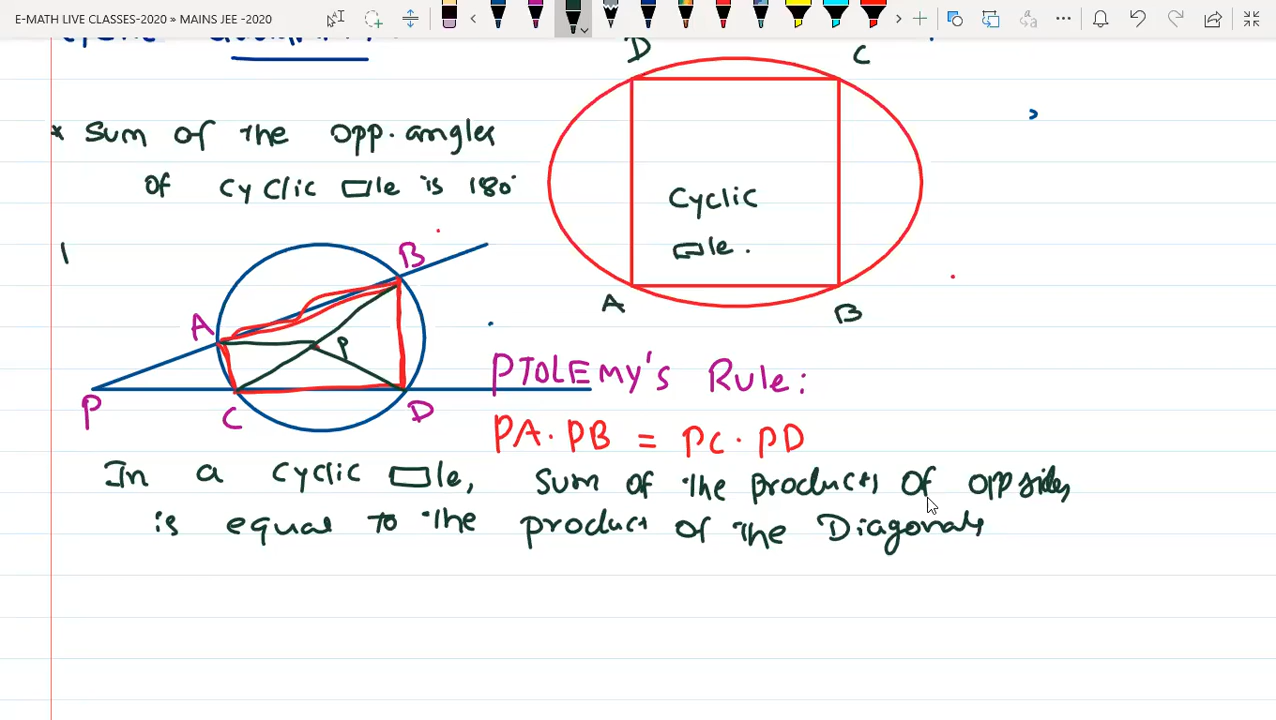 E-MATH LIVE CLASSES-2020 » MAINS JEE -2020
D C
* Sum of the opp. angles
of cyclic ▭le is 180°
Cyclic
▭le.
A B
B
A
P
P
C
D
PTOLEMY'S Rule:
PA.PB = PC.PD
In a cyclic ▭le, Sum of the products of opp sides
is equal to the product of the Diagonals